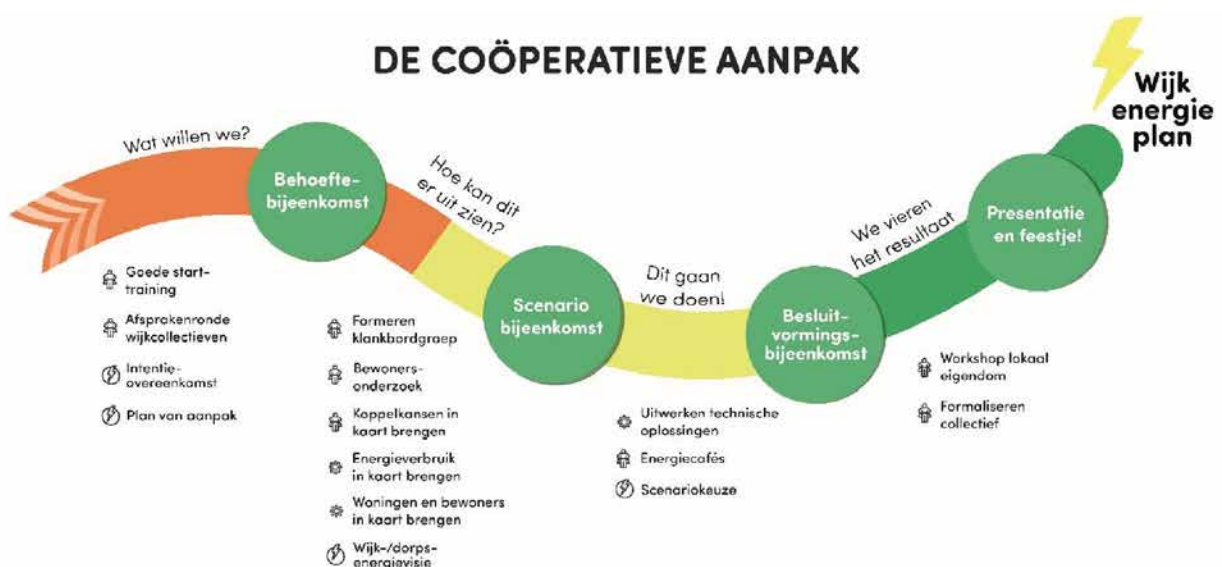 DE COÖPERATIEVE AANPAK
Wijk
energie
plan
Wat willen we?
Behoefte-
bijeenkomst
Goede start-
training
Afsprakenronde
wijkcollectieven
Intentie-
overeenkomst
Plan van aanpak
Hoe kan dit
er uit zien?
Formeren
klankbordgroep
Bewoners-
onderzoek
Koppelkansen in
kaart brengen
Energieverbruik
in kaart brengen
Woningen en bewoners
in kaart brengen
Wijk-/dorps-
energievisie
Scenario
bijeenkomst
Dit gaan
we doen!
Uitwerken technische
oplossingen
Energiecafés
Scenariokeuze
Besluit-
vormings-
bijeenkomst
We vieren
het resultaat
Workshop lokaal
eigendom
Formaliseren
collectief
Presentatie
en feestje!